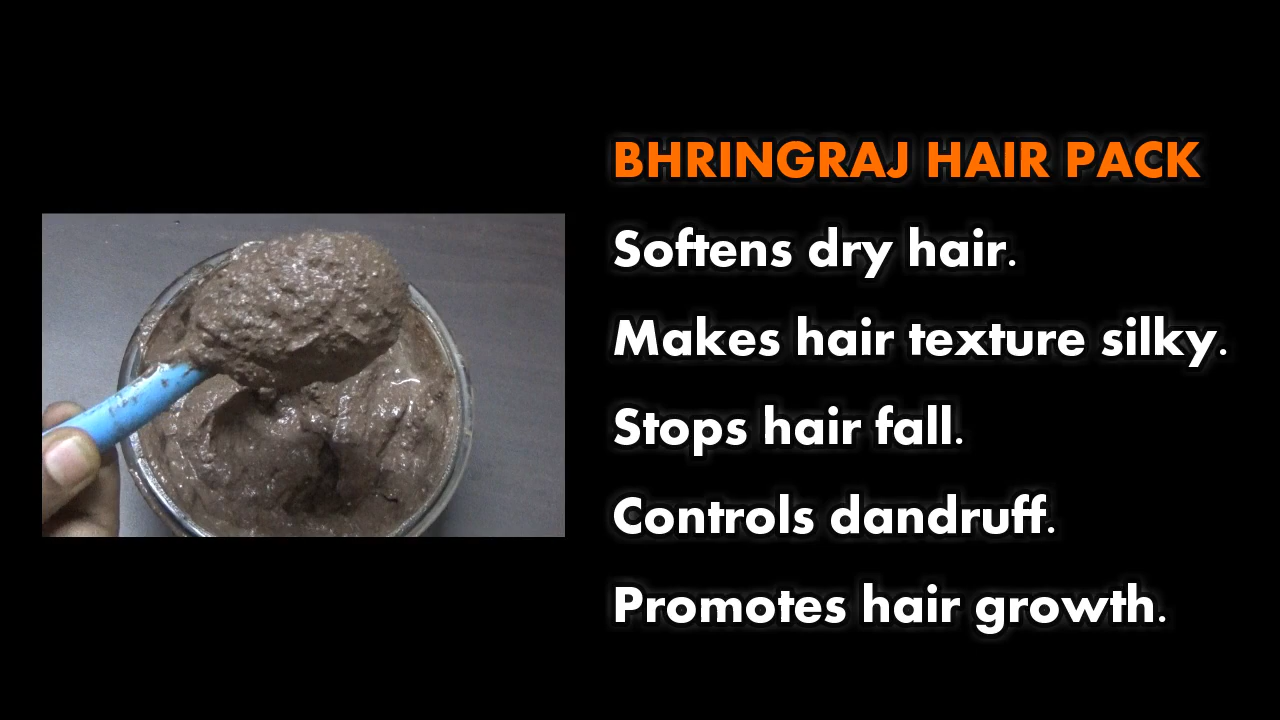 BHRINGRAJ HAIR PACK
Softens dry hair.
Makes hair texture silky.
Stops hair fall.
Controls dandruff.
Promotes hair growth.